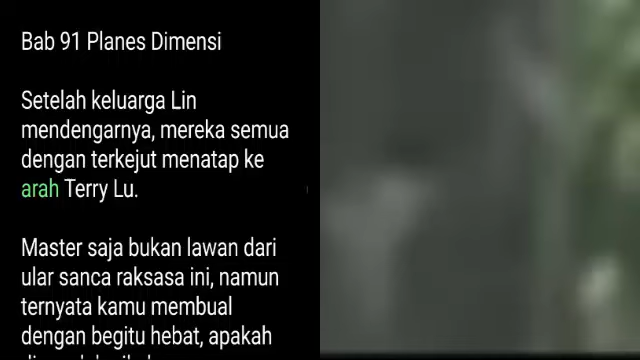 Bab 91 Planes Dimensi
Setelah keluarga Lin
mendengarnya, mereka semua
dengan terkejut menatap ke
arah Terry Lu.
Master saja bukan lawan dari
ular sanca raksasa ini, namun
ternyata kamu membual
dengan begitu hebat, apakah